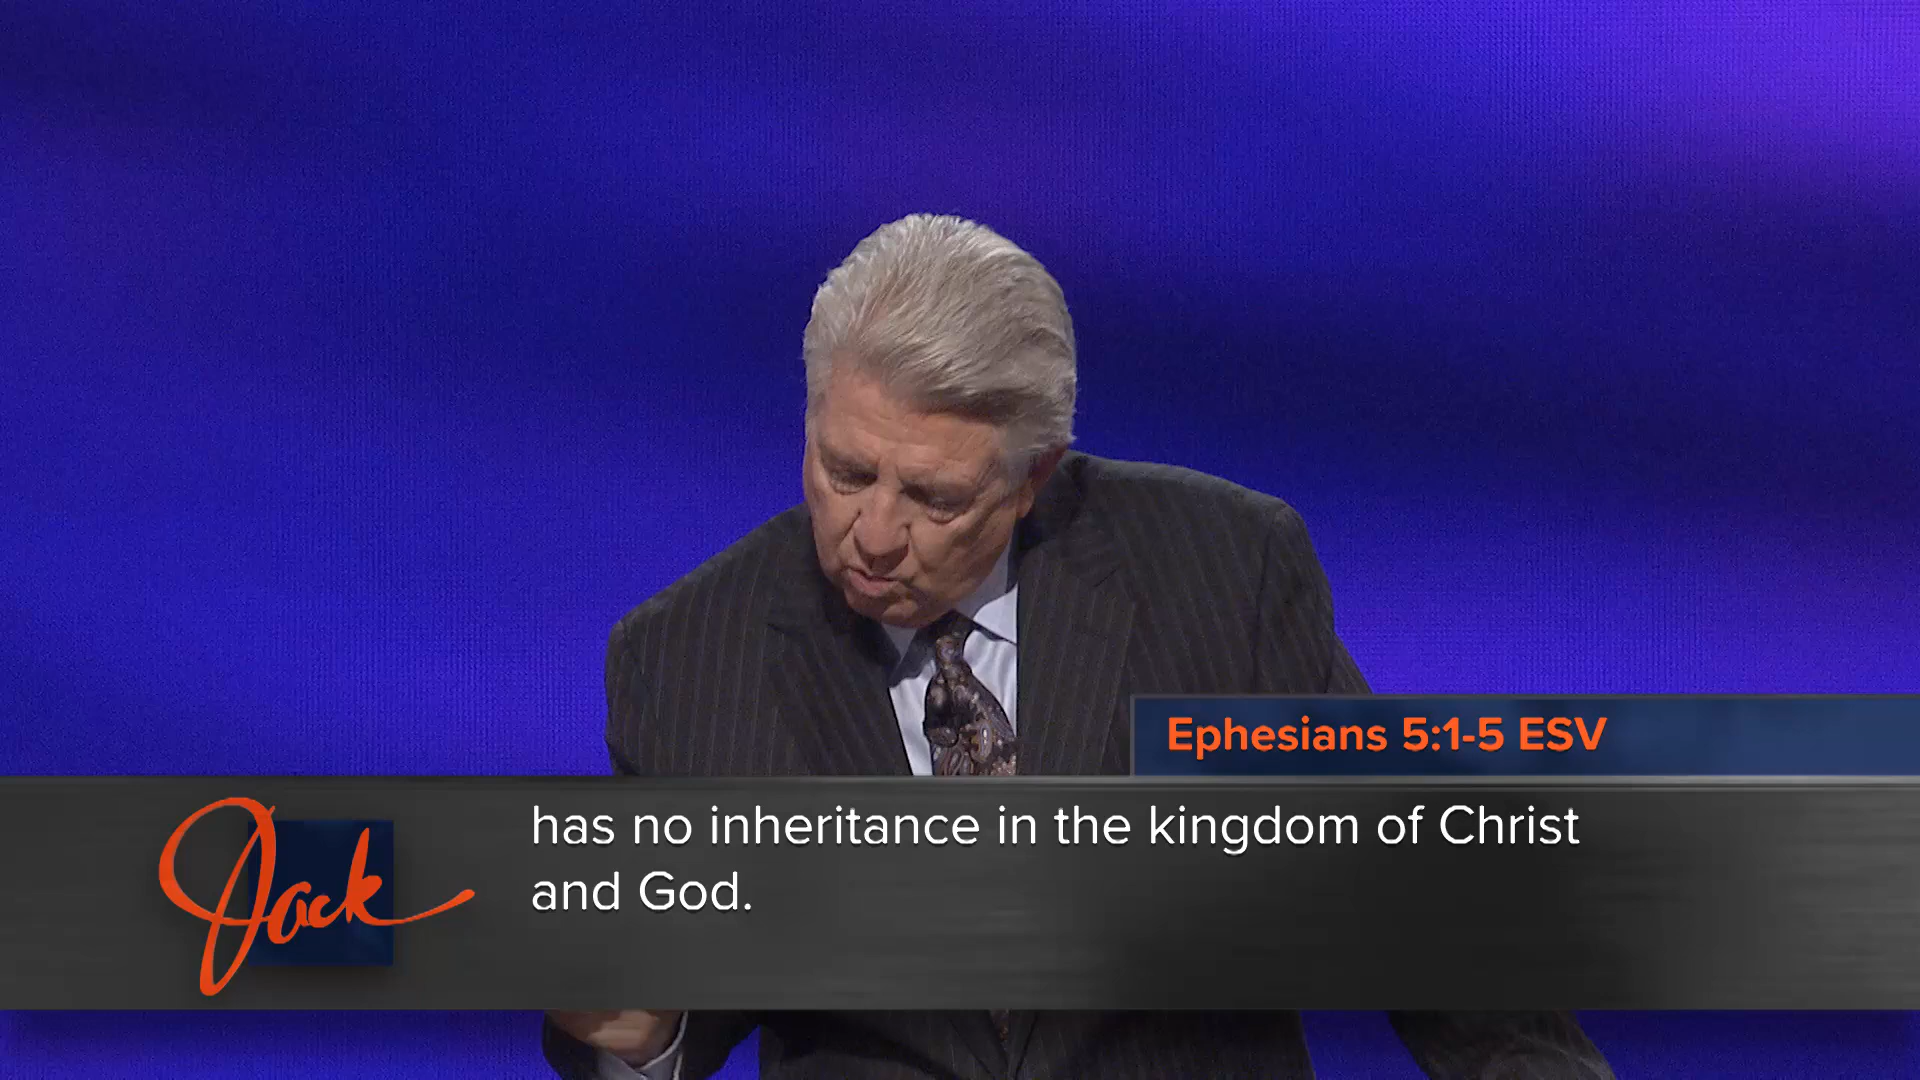 Ephesians 5:1-5 ESV
Jack
has no inheritance in the kingdom of Christ
and God.